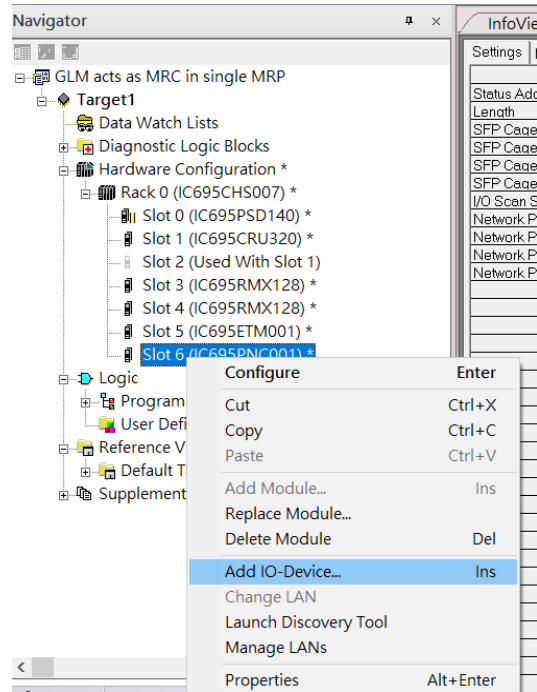 Navigator
InfoVie
Settings
GLM acts as MRC in single MRP
Target1
Data Watch Lists
Diagnostic Logic Blocks
Hardware Configuration *
Rack 0 (IC695CHS007) *
Slot 0 (IC695PSD140) *
Slot 1 (IC695CRU320) *
Slot 2 (Used With Slot 1)
Slot 3 (IC695RMX128) *
Slot 4 (IC695RMX128) *
Slot 5 (IC695ETM001) *
Slot 6 (IC695PNC001) *
Logic
Program
User Defi
Reference V
Default T
Supplement
Status Add
Length
SFP Cage
SFP Cage
SFP Cage
SFP Cage
I/O Scan S
Network P
Network P
Network P
Network P
Configure Enter
Cut Ctrl+X
Copy Ctrl+C
Paste Ctrl+V
Add Module... Ins
Replace Module...
Delete Module Del
Add IO-Device... Ins
Change LAN
Launch Discovery Tool
Manage LANs
Properties Alt+Enter